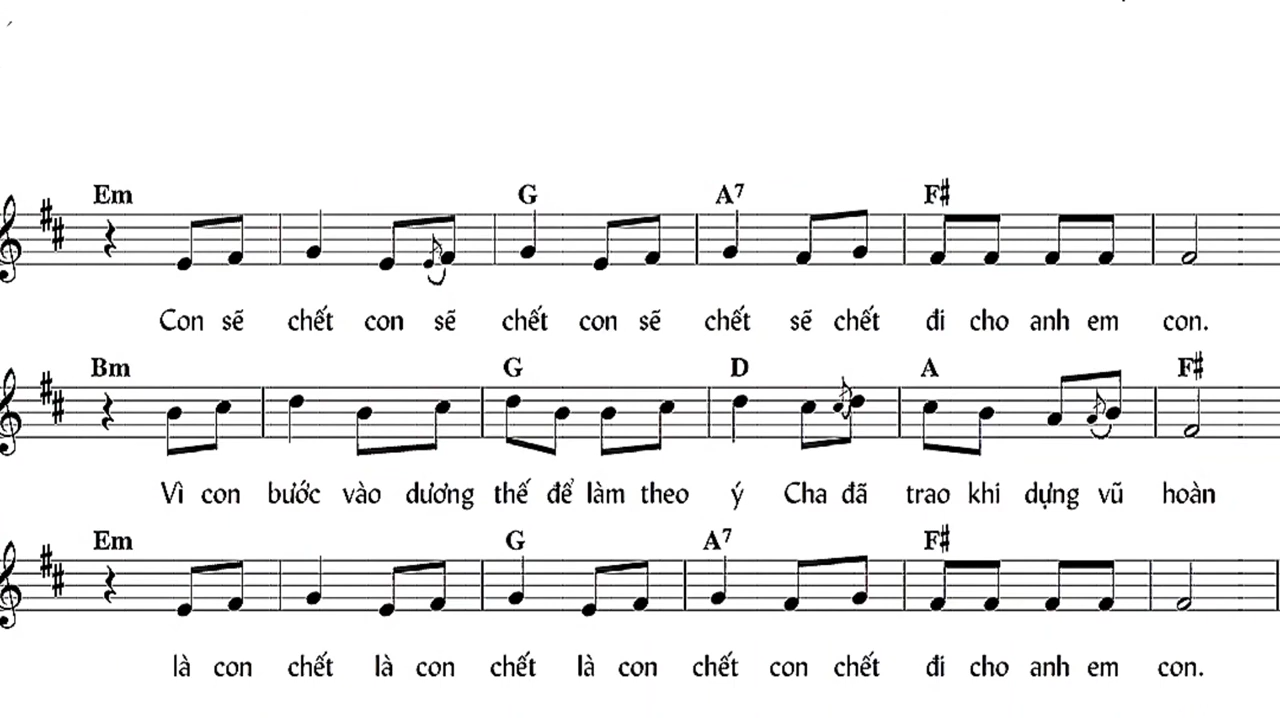 Em G A7 F#
Con sẽ chết con sẽ chết con sẽ chết sẽ chết đi cho anh em con.
Bm G D A F#
Vì con bước vào dương thế để làm theo ý Cha đã trao khi dựng vũ hoàn
Em G A7 F#
là con chết là con chết là con chết con chết đi cho anh em con.